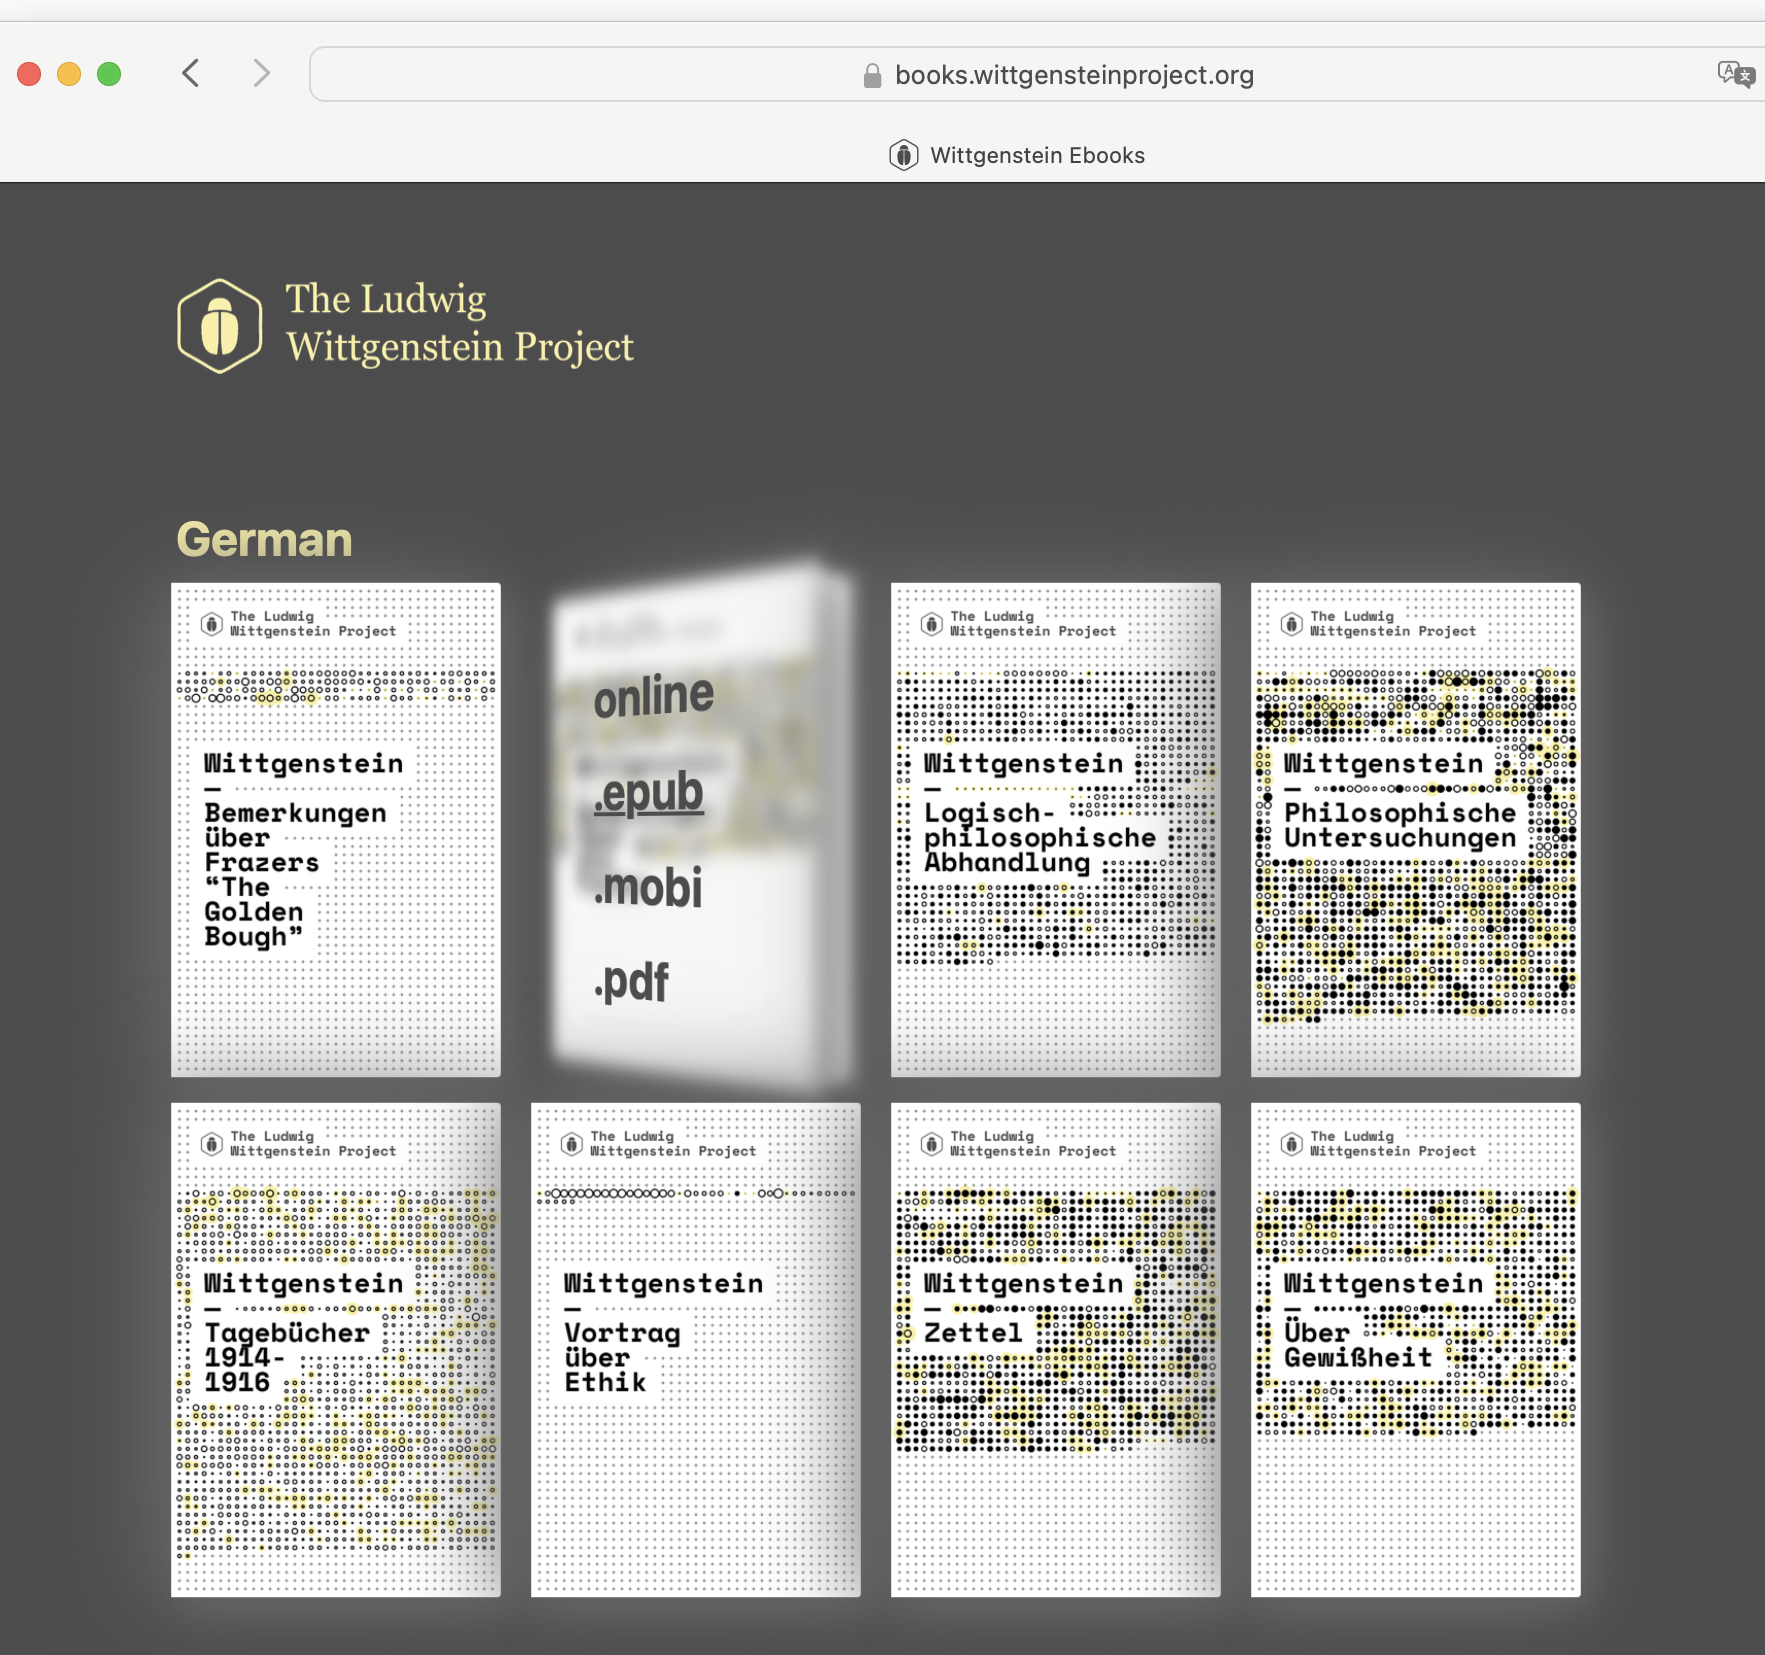 books.wittgensteinproject.org
Wittgenstein Ebooks
The Ludwig
Wittgenstein Project
German
The Ludwig
Wittgenstein Project
Wittgenstein
—
Bemerkungen
über
Frazers
“The
Golden
Bough”
online
.epub
.mobi
.pdf
The Ludwig
Wittgenstein Project
Wittgenstein
—
Logisch-
philosophische
Abhandlung
The Ludwig
Wittgenstein Project
Wittgenstein
—
Philosophische
Untersuchungen
The Ludwig
Wittgenstein Project
Wittgenstein
—
Tagebücher
1914-
1916
The Ludwig
Wittgenstein Project
Wittgenstein
—
Vortrag
über
Ethik
The Ludwig
Wittgenstein Project
Wittgenstein
—
Zettel
The Ludwig
Wittgenstein Project
Wittgenstein
—
Über
Gewißheit